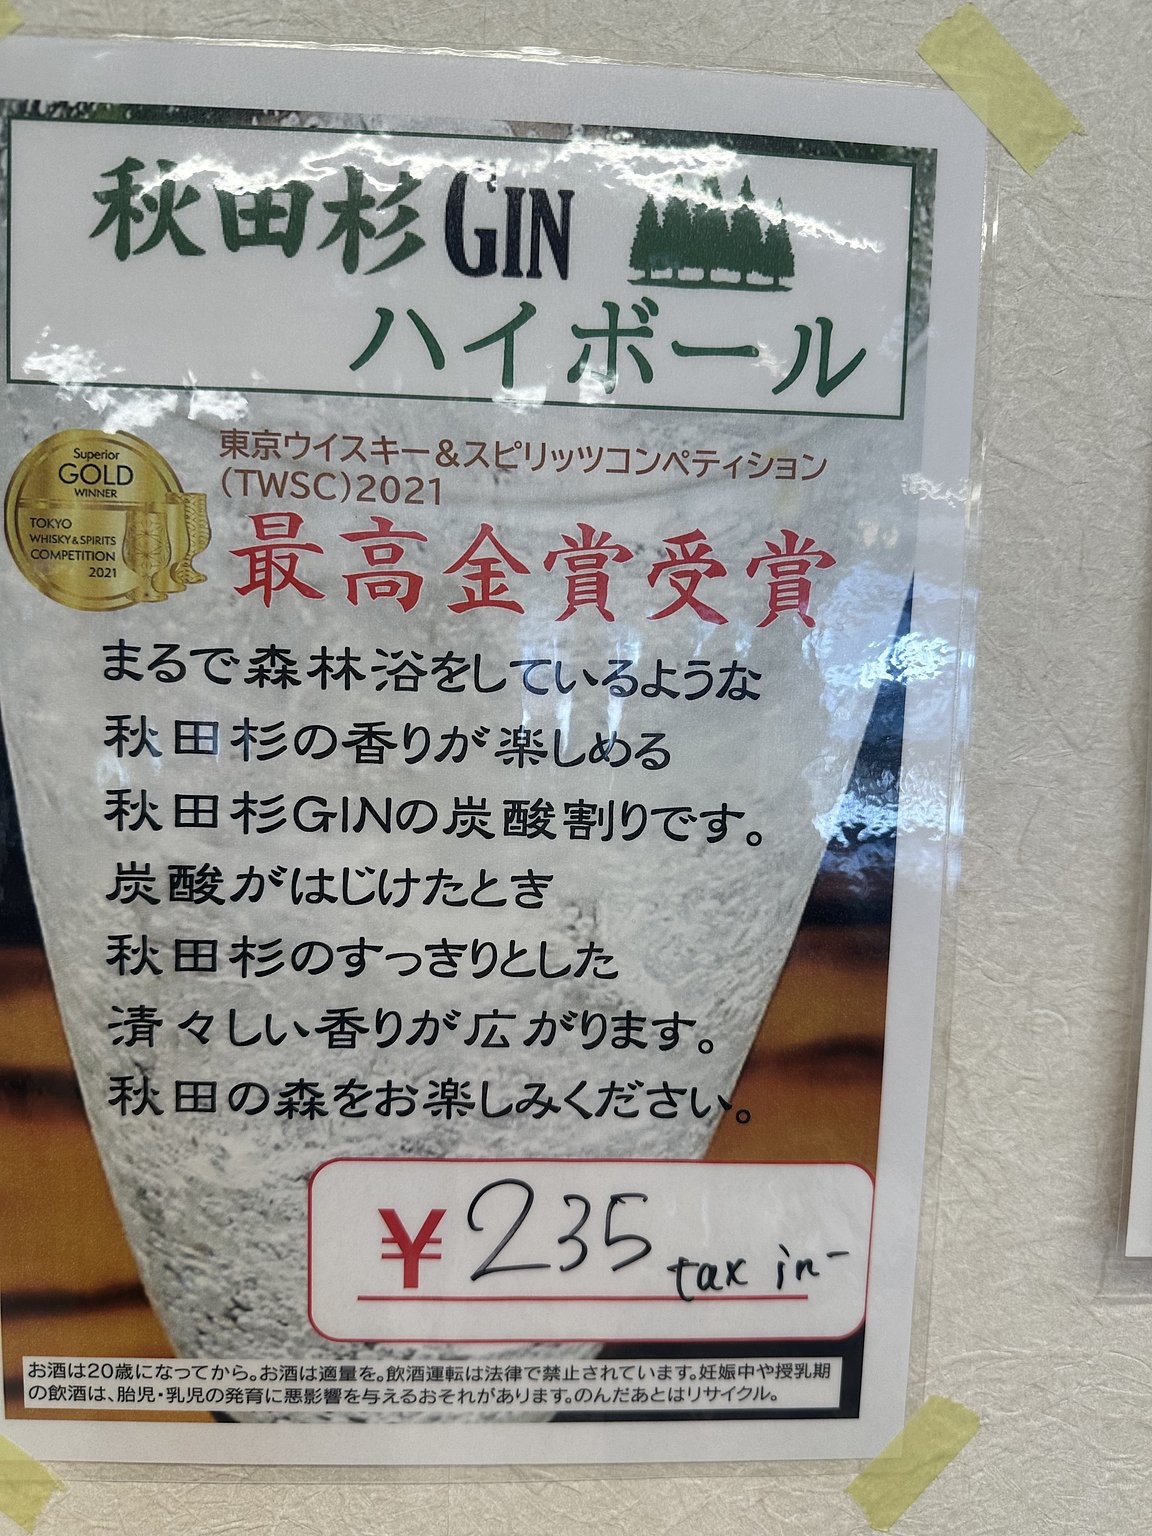 秋田杉GIN
ハイボール
東京ウイスキー&スピリッツコンペティション
(TWSC)2021
最高金賞受賞
Superior
GOLD
WINNER
TOKYO
WHISKY & SPIRITS
COMPETITION
2021
まるで森林浴をしているような
秋田杉の香りが楽しめる
秋田杉GINの炭酸割りです。
炭酸がはじけたとき
秋田杉のすっきりとした
清々しい香りが広がります。
秋田の森をお楽しみください。
¥235 tax in-
お酒は20歳になってから。お酒は適量を。飲酒運転は法律で禁止されています。妊娠中や授乳期
の飲酒は、胎児・乳児の発育に悪影響を与えるおそれがあります。のんだあとはリサイクル。